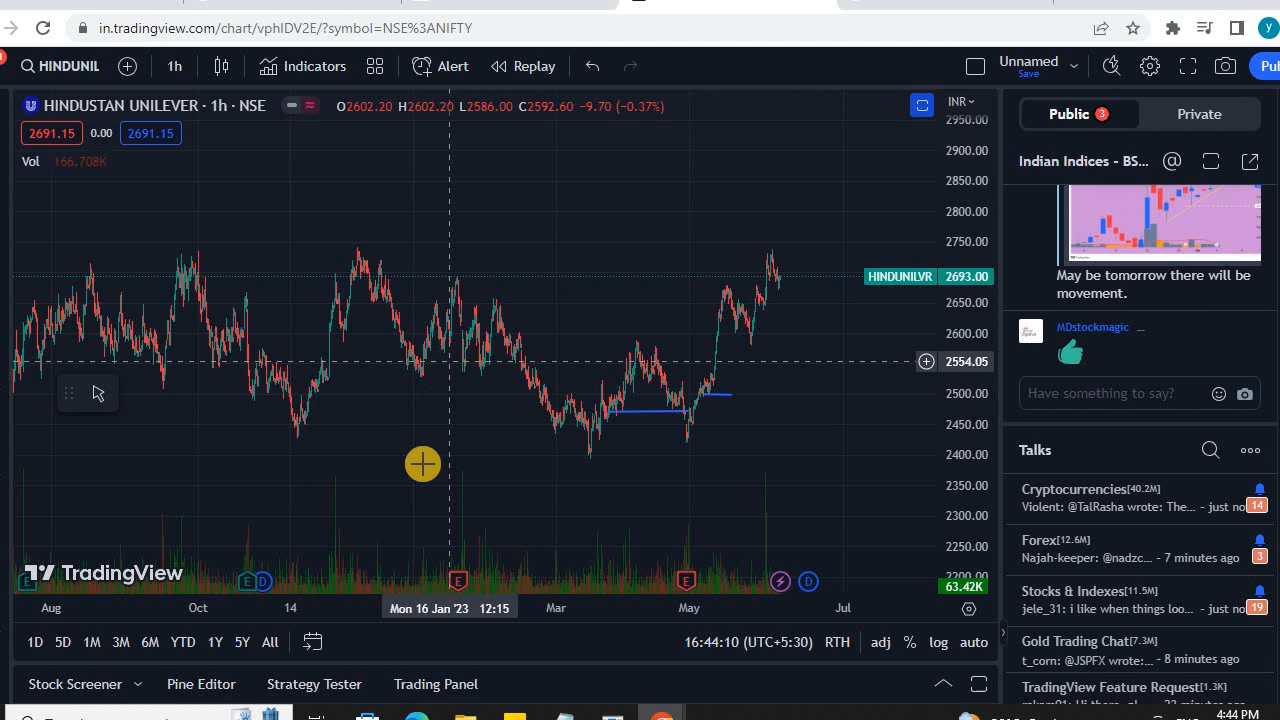 in.tradingview.com/chart/vphIDV2E/?symbol=NSE%3ANIFTY
y
HINDUNIL
1h
Indicators
Alert
Replay
Unnamed
Save
HINDUSTAN UNILEVER · 1h · NSE
O2602.20 H2602.20 L2586.00 C2592.60 −9.70 (−0.37%)
INR
2691.15 0.00 2691.15
Vol 166.708K
2950.00
2900.00
2850.00
2800.00
2750.00
HINDUNILVR 2693.00
2650.00
2600.00
2554.05
2500.00
2450.00
2400.00
2350.00
2300.00
2250.00
2200.00
63.42K
TradingView
E
E
D
E
E
D
Aug
Oct
14
Mon 16 Jan '23 12:15
Mar
May
Jul
1D 5D 1M 3M 6M YTD 1Y 5Y All
16:44:10 (UTC+5:30) RTH adj % log auto
Stock Screener Pine Editor Strategy Tester Trading Panel
Public 3
Private
Indian Indices - BS...
TradingView
May be tomorrow there will be
movement.
MDstockmagic ...
Have something to say?
Talks
Cryptocurrencies[40.2M]
Violent: @TalRasha wrote: The... - just no
14
Forex[12.6M]
Najah-keeper: @nadzc... - 7 minutes ago
3
Stocks & Indexes[11.5M]
jele_31: i like when things loo... - just no
19
Gold Trading Chat[7.3M]
t_corn: @JSPFX wrote:... - 8 minutes ago
TradingView Feature Request[1.3K]
4:44 PM